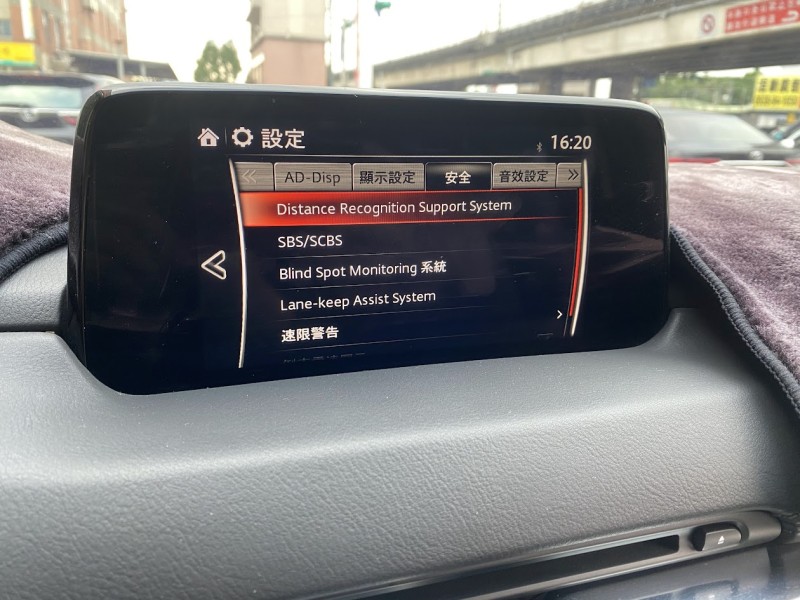 設定
16:20
AD-Disp 顯示設定 安全 音效設定
Distance Recognition Support System
SBS/SCBS
Blind Spot Monitoring 系統
Lane-keep Assist System
速限警告